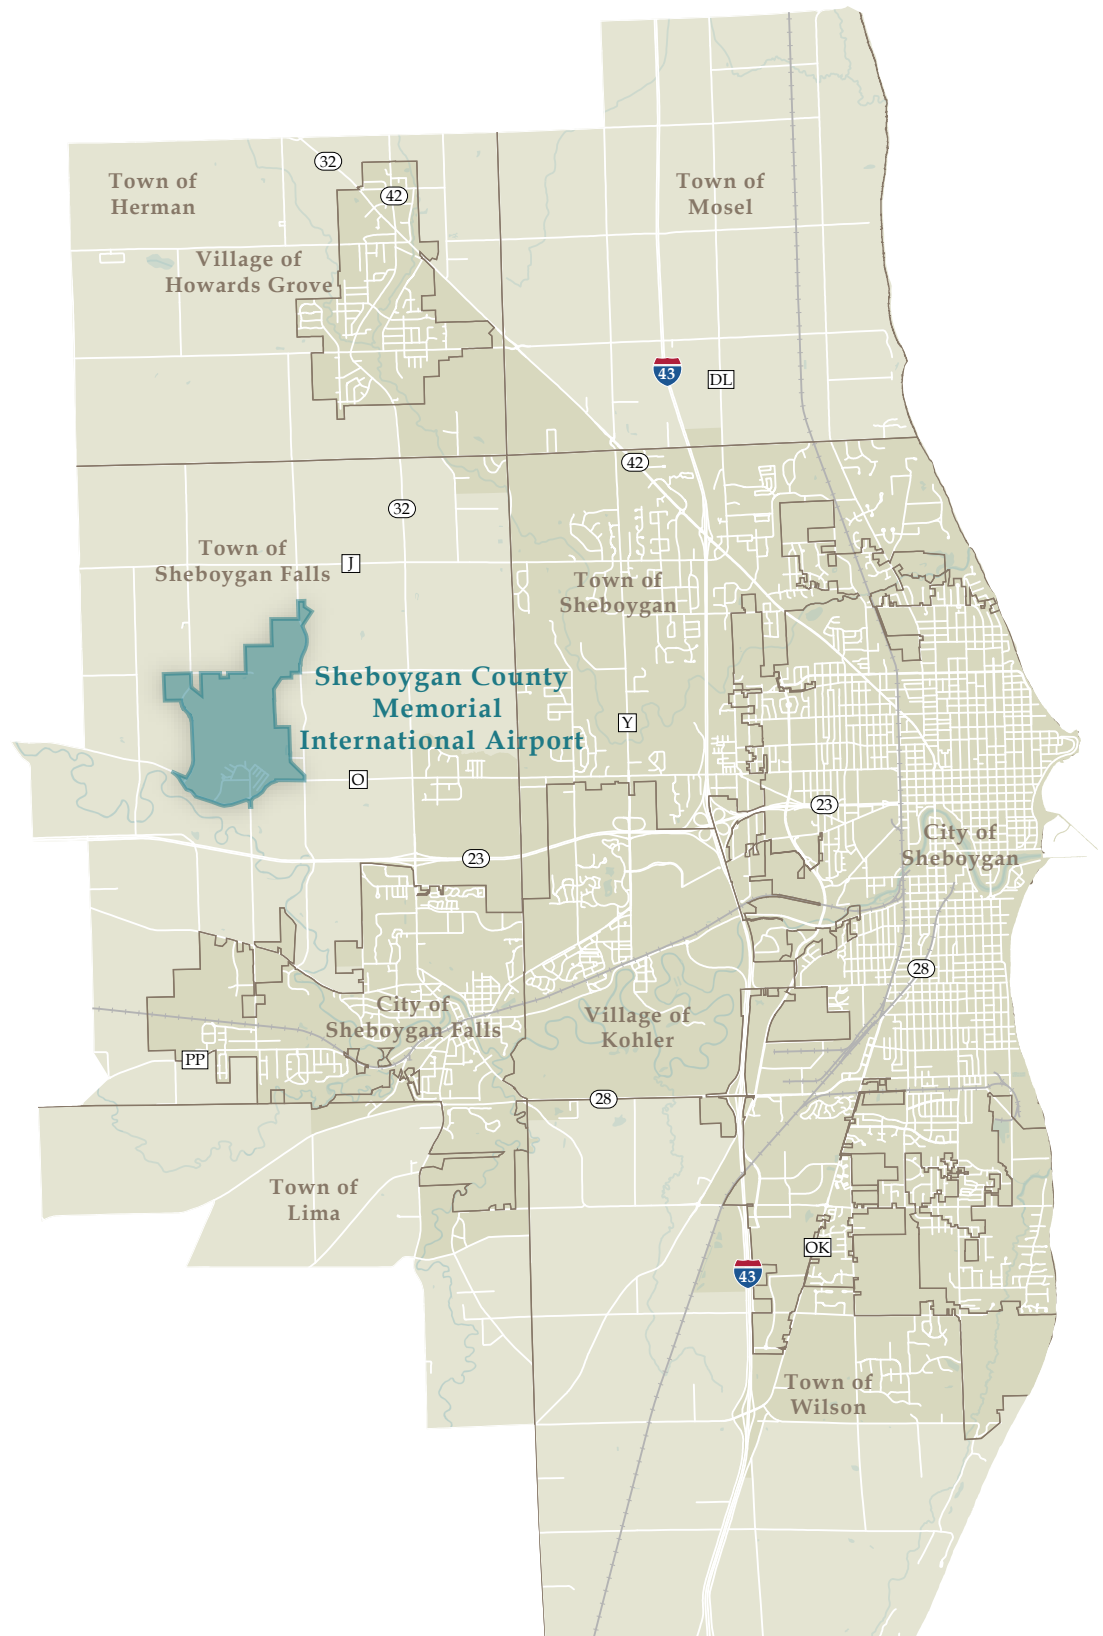 32
Town of
Herman
42
Town of
Mosel
Village of
Howards Grove
43
DL
42
32
Town of
Sheboygan Falls
J
Town of
Sheboygan
Sheboygan County
Memorial
International Airport
Y
O
23
23
City of
Sheboygan
28
City of
Sheboygan Falls
Village of
Kohler
PP
28
Town of
Lima
OK
43
Town of
Wilson